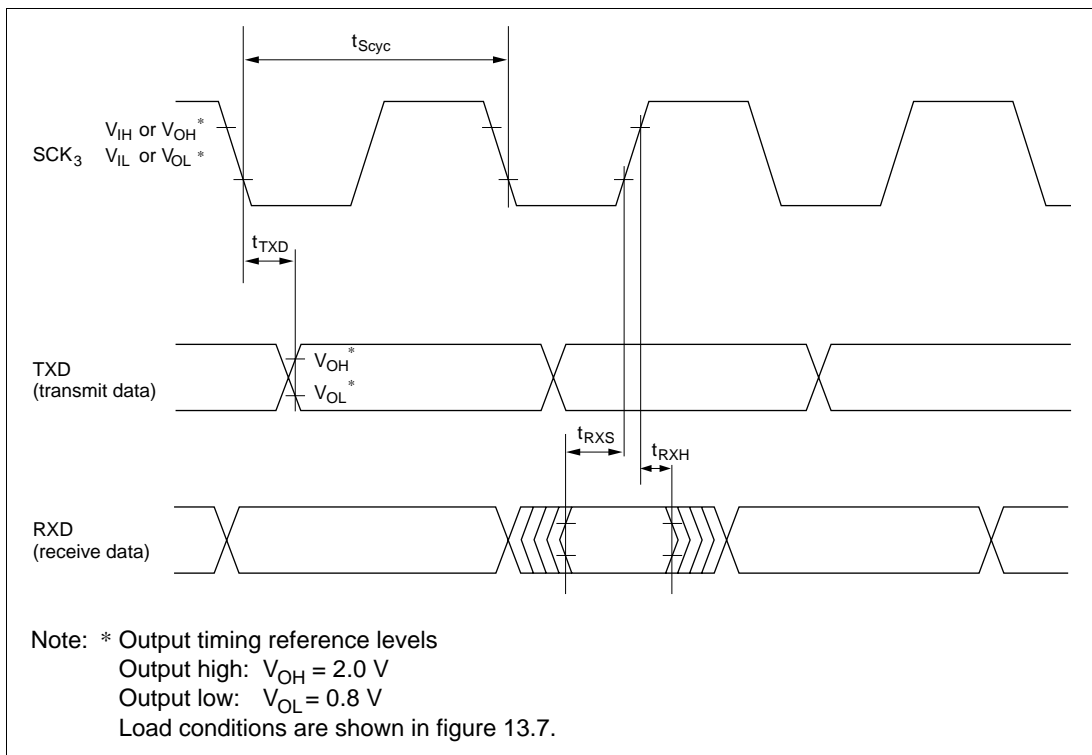 tScyc
SCK3
VIH or VOH*
VIL or VOL*
tTXD
TXD
(transmit data)
VOH*
VOL*
tRXS
tRXH
RXD
(receive data)
Note: * Output timing reference levels
Output high: VOH = 2.0 V
Output low: VOL = 0.8 V
Load conditions are shown in figure 13.7.